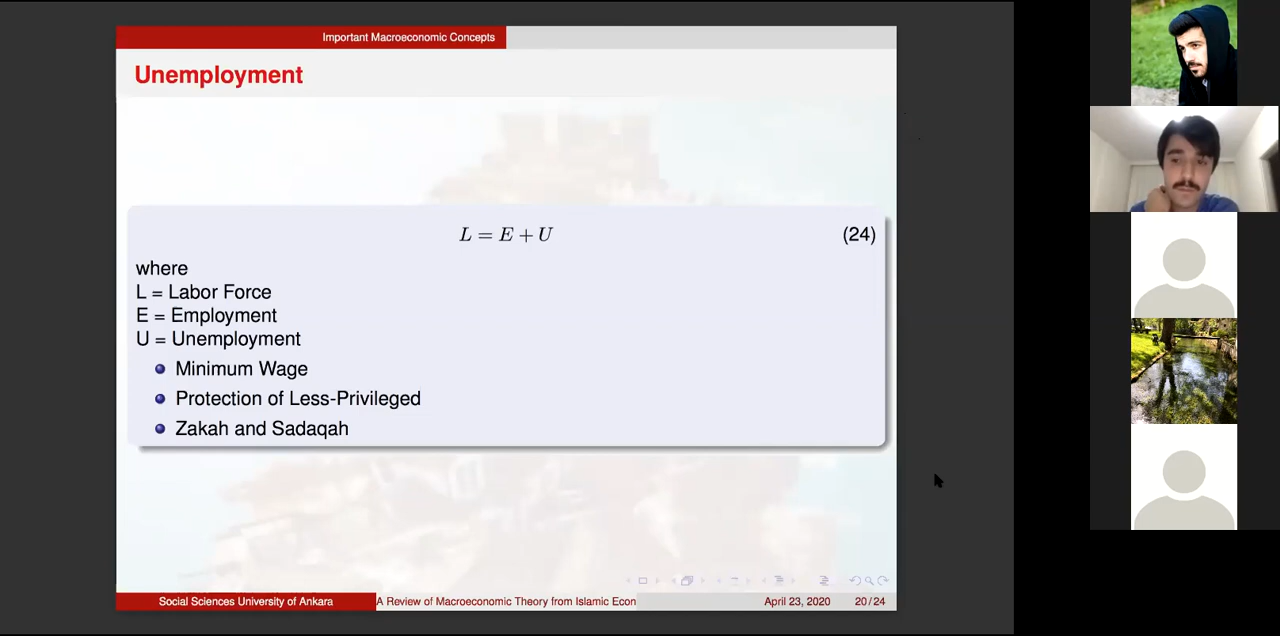 Important Macroeconomic Concepts
Unemployment
L = E + U (24)
where
L = Labor Force
E = Employment
U = Unemployment
Minimum Wage
Protection of Less-Privileged
Zakah and Sadaqah
Social Sciences University of Ankara A Review of Macroeconomic Theory from Islamic Econ April 23, 2020 20/24